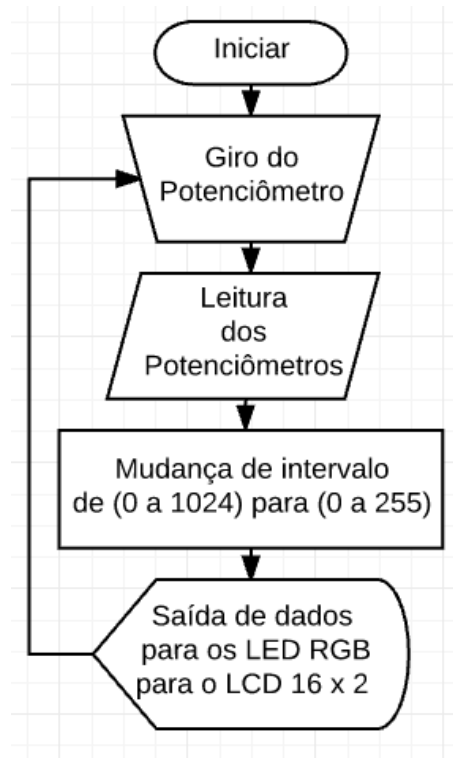 Iniciar
Giro do
Potenciômetro
Leitura
dos
Potenciômetros
Mudança de intervalo
de (0 a 1024) para (0 a 255)
Saída de dados
para os LED RGB
para o LCD 16 x 2